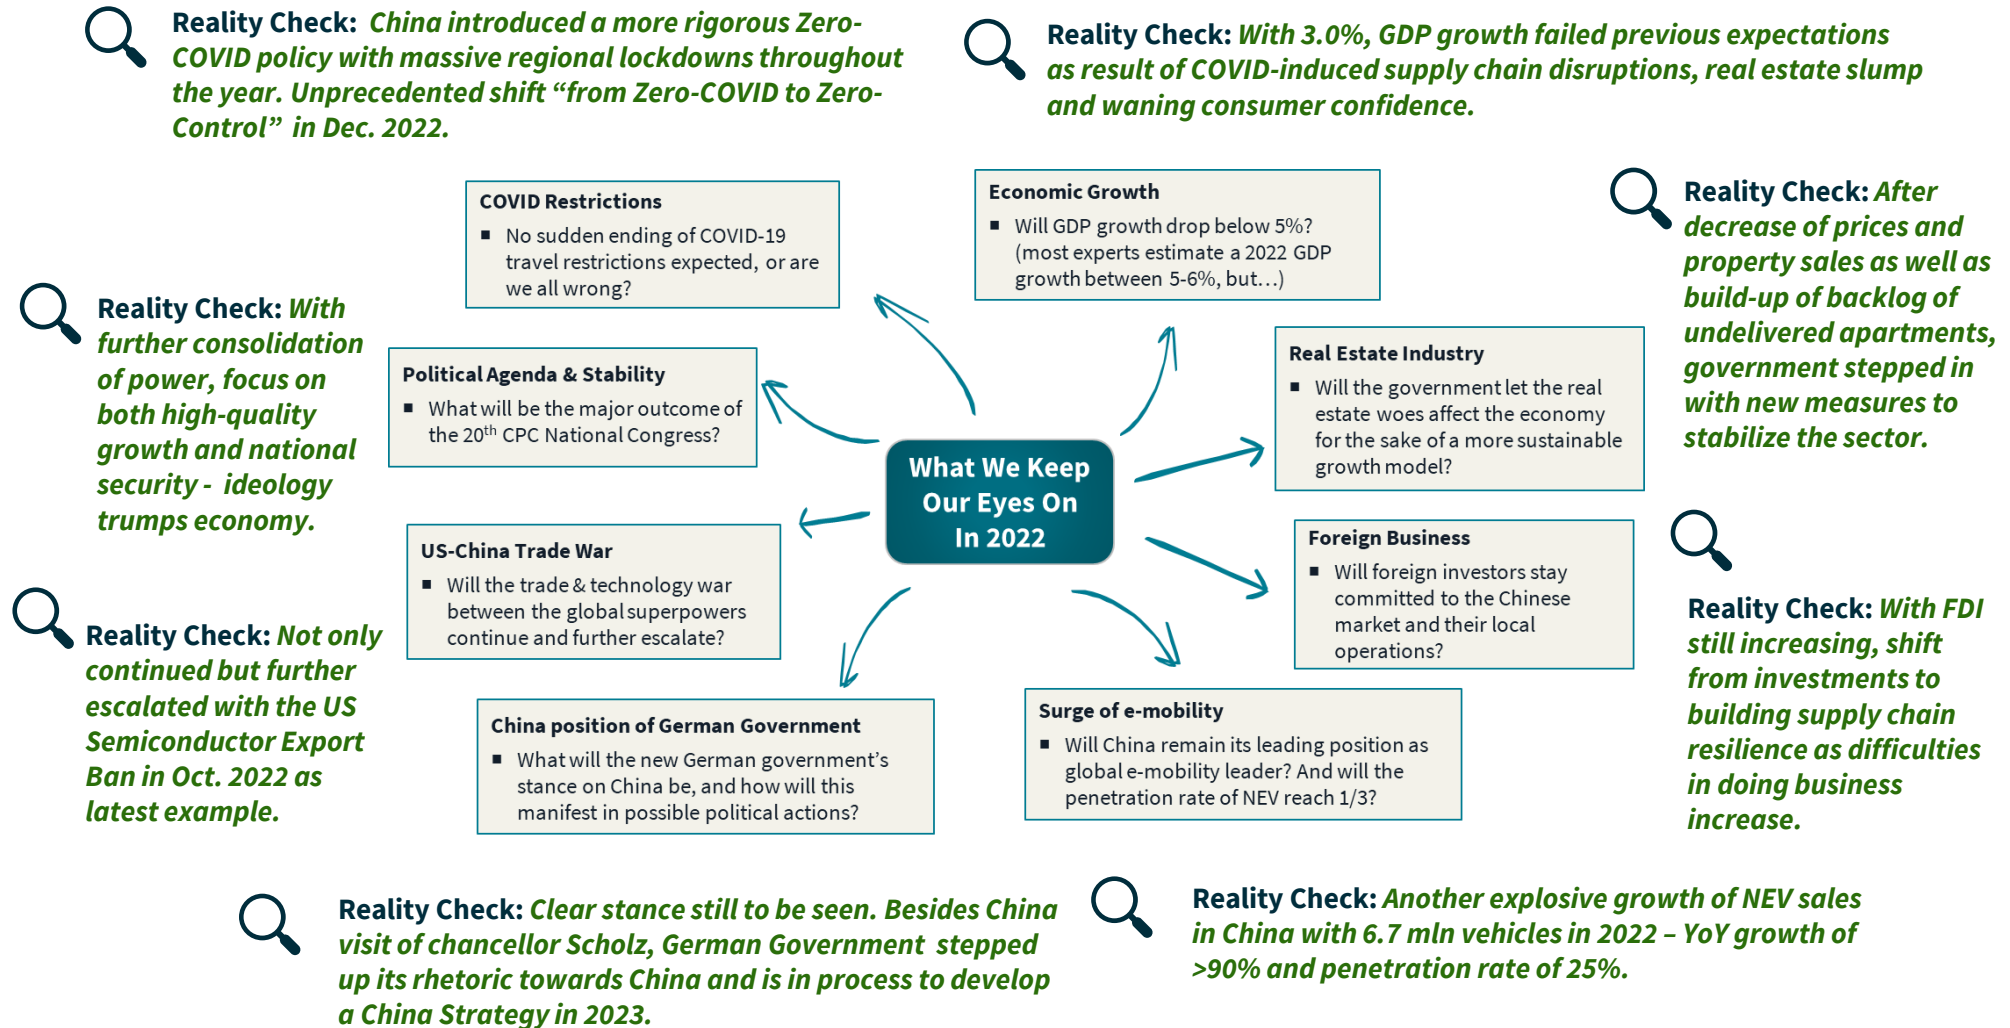 Reality Check: China introduced a more rigorous Zero-
COVID policy with massive regional lockdowns throughout
the year. Unprecedented shift “from Zero-COVID to Zero-
Control” in Dec. 2022.
Reality Check: With 3.0%, GDP growth failed previous expectations
as result of COVID-induced supply chain disruptions, real estate slump
and waning consumer confidence.
COVID Restrictions
▪ No sudden ending of COVID-19
travel restrictions expected, or are
we all wrong?
Economic Growth
▪ Will GDP growth drop below 5%?
(most experts estimate a 2022 GDP
growth between 5-6%, but…)
Reality Check: After
decrease of prices and
property sales as well as
build-up of backlog of
undelivered apartments,
government stepped in
with new measures to
stabilize the sector.
Reality Check: With
further consolidation
of power, focus on
both high-quality
growth and national
security - ideology
trumps economy.
Political Agenda & Stability
▪ What will be the major outcome of
the 20th CPC National Congress?
Real Estate Industry
▪ Will the government let the real
estate woes affect the economy
for the sake of a more sustainable
growth model?
What We Keep
Our Eyes On
In 2022
US-China Trade War
▪ Will the trade & technology war
between the global superpowers
continue and further escalate?
Foreign Business
▪ Will foreign investors stay
committed to the Chinese
market and their local
operations?
Reality Check: Not only
continued but further
escalated with the US
Semiconductor Export
Ban in Oct. 2022 as
latest example.
Reality Check: With FDI
still increasing, shift
from investments to
building supply chain
resilience as difficulties
in doing business
increase.
China position of German Government
▪ What will the new German government’s
stance on China be, and how will this
manifest in possible political actions?
Surge of e-mobility
▪ Will China remain its leading position as
global e-mobility leader? And will the
penetration rate of NEV reach 1/3?
Reality Check: Clear stance still to be seen. Besides China
visit of chancellor Scholz, German Government stepped
up its rhetoric towards China and is in process to develop
a China Strategy in 2023.
Reality Check: Another explosive growth of NEV sales
in China with 6.7 mln vehicles in 2022 – YoY growth of
>90% and penetration rate of 25%.